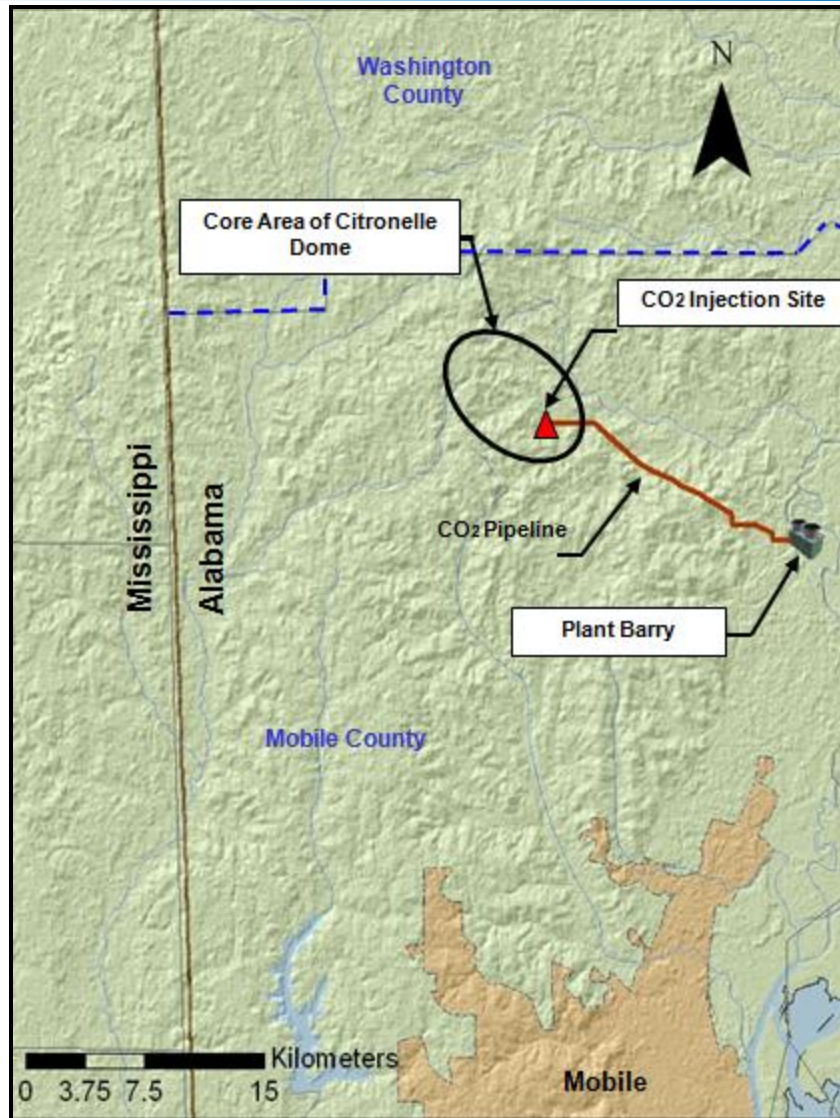 Washington
County
N
Core Area of Citronelle
Dome
CO2 Injection Site
Mississippi
Alabama
CO2 Pipeline
Plant Barry
Mobile County
Kilometers
0 3.75 7.5 15
Mobile